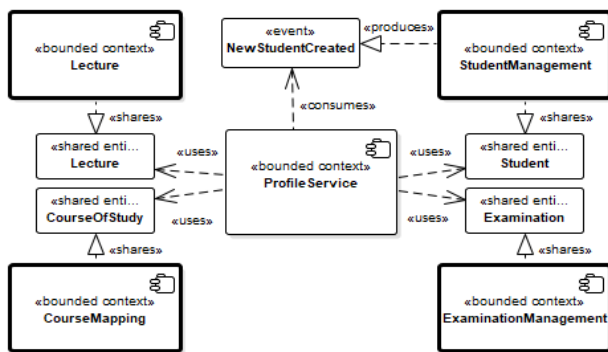 «bounded context»
Lecture
«event»
NewStudentCreated
«produces»
«bounded context»
StudentManagement
«shares»
«consumes»
«shares»
«shared enti...
Lecture
«uses»
«bounded context»
ProfileService
«uses»
«shared enti...
Student
«shared enti...
CourseOfStudy
«uses»
«uses»
«shared enti...
Examination
«shares»
«shares»
«bounded context»
CourseMapping
«bounded context»
ExaminationManagement